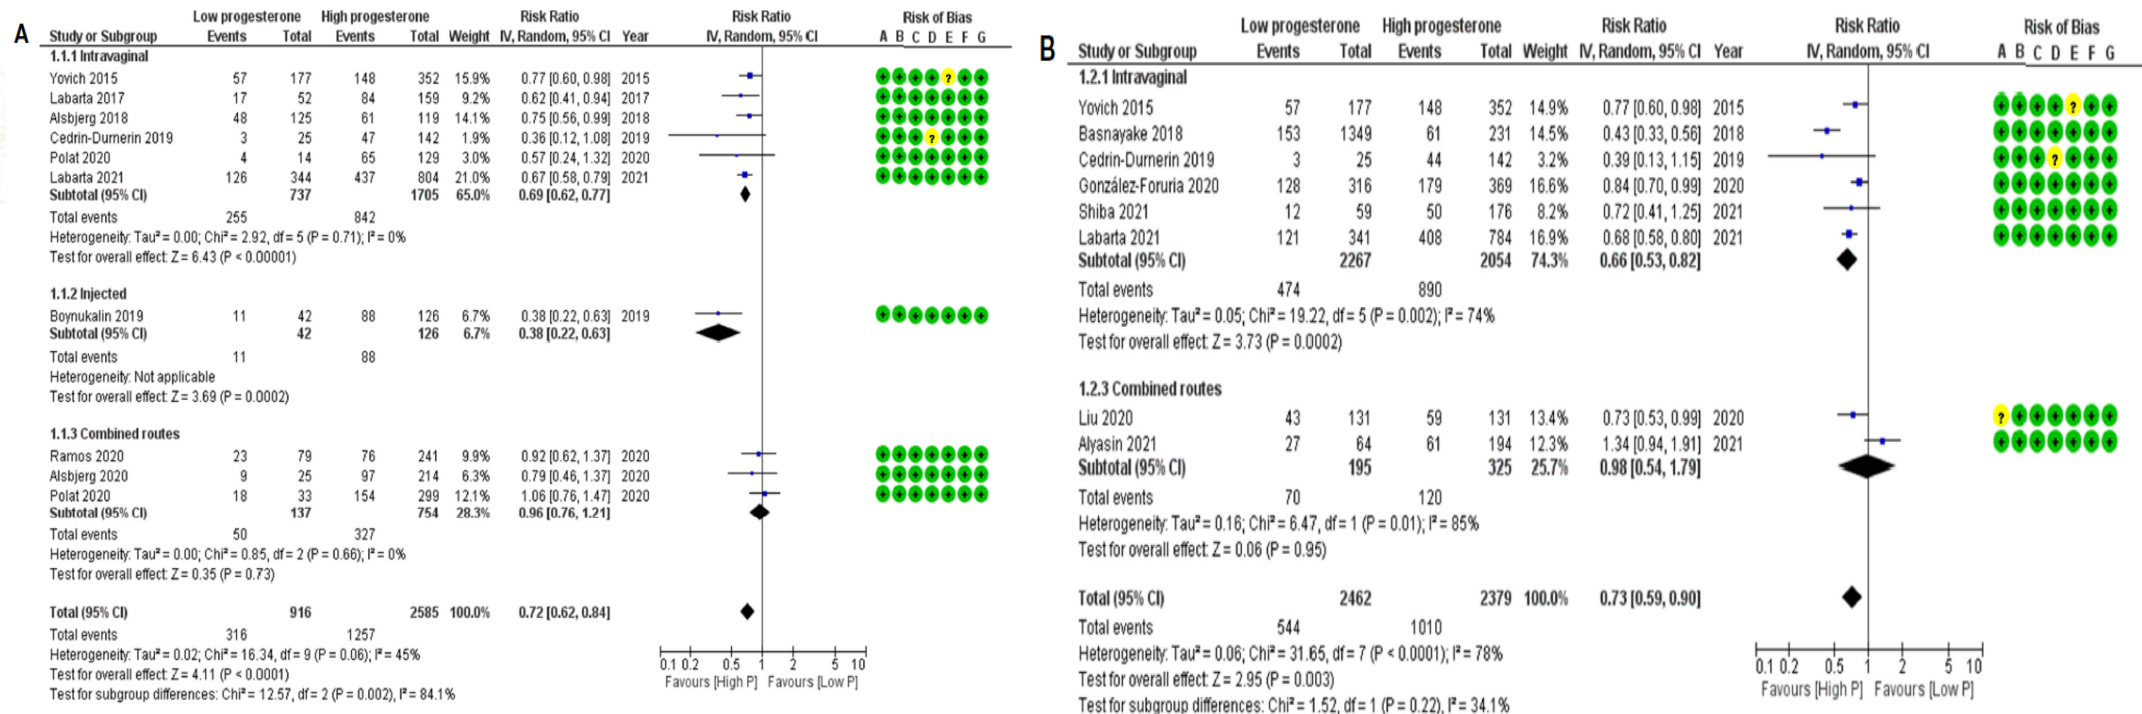 A
Low progesterone High progesterone Risk Ratio Risk Ratio Risk of Bias
Study or Subgroup Events Total Events Total Weight IV, Random, 95% CI Year IV, Random, 95% CI A B C D E F G
1.1.1 Intravaginal
Yovich 2015 57 177 148 352 15.9% 0.77 [0.60, 0.98] 2015 + + + + ? + +
Labarta 2017 17 52 84 159 9.2% 0.62 [0.41, 0.94] 2017 + + + + + + +
Alsbjerg 2018 48 125 61 119 14.1% 0.75 [0.56, 0.99] 2018 + + + + + + +
Cedrin-Durnerin 2019 3 25 47 142 1.9% 0.36 [0.12, 1.08] 2019 + + + ? + + +
Polat 2020 4 14 65 129 3.0% 0.57 [0.24, 1.32] 2020 + + + + + + +
Labarta 2021 126 344 437 804 21.0% 0.67 [0.58, 0.79] 2021 + + + + + + +
Subtotal (95% CI) 737 1705 65.0% 0.69 [0.62, 0.77]
Total events 255 842
Heterogeneity: Tau² = 0.00; Chi² = 2.92, df = 5 (P = 0.71); I² = 0%
Test for overall effect: Z = 6.43 (P < 0.00001)
1.1.2 Injected
Boynukalin 2019 11 42 88 126 6.7% 0.38 [0.22, 0.63] 2019 + + + + + + +
Subtotal (95% CI) 42 126 6.7% 0.38 [0.22, 0.63]
Total events 11 88
Heterogeneity: Not applicable
Test for overall effect: Z = 3.69 (P = 0.0002)
1.1.3 Combined routes
Ramos 2020 23 79 76 241 9.9% 0.92 [0.62, 1.37] 2020 + + + + + + +
Alsbjerg 2020 9 25 97 214 6.3% 0.79 [0.46, 1.37] 2020 + + + + + + +
Polat 2020 18 33 154 299 12.1% 1.06 [0.76, 1.47] 2020 + + + + + + +
Subtotal (95% CI) 137 754 28.3% 0.96 [0.76, 1.21]
Total events 50 327
Heterogeneity: Tau² = 0.00; Chi² = 0.85, df = 2 (P = 0.66); I² = 0%
Test for overall effect: Z = 0.35 (P = 0.73)
Total (95% CI) 916 2585 100.0% 0.72 [0.62, 0.84]
Total events 316 1257
Heterogeneity: Tau² = 0.02; Chi² = 16.34, df = 9 (P = 0.06); I² = 45%
Test for overall effect: Z = 4.11 (P < 0.0001)
Test for subgroup differences: Chi² = 12.57, df = 2 (P = 0.002), I² = 84.1%
0.1 0.2 0.5 1 2 5 10
Favours [High P] Favours [Low P]
B
Low progesterone High progesterone Risk Ratio Risk Ratio Risk of Bias
Study or Subgroup Events Total Events Total Weight IV, Random, 95% CI Year IV, Random, 95% CI A B C D E F G
1.2.1 Intravaginal
Yovich 2015 57 177 148 352 14.9% 0.77 [0.60, 0.98] 2015 + + + + ? + +
Basnayake 2018 153 1349 61 231 14.5% 0.43 [0.33, 0.56] 2018 + + + + + + +
Cedrin-Durnerin 2019 3 25 44 142 3.2% 0.39 [0.13, 1.15] 2019 + + + ? + + +
González-Foruria 2020 128 316 179 369 16.6% 0.84 [0.70, 0.99] 2020 + + + + + + +
Shiba 2021 12 59 50 176 8.2% 0.72 [0.41, 1.25] 2021 + + + + + + +
Labarta 2021 121 341 408 784 16.9% 0.68 [0.58, 0.80] 2021 + + + + + + +
Subtotal (95% CI) 2267 2054 74.3% 0.66 [0.53, 0.82]
Total events 474 890
Heterogeneity: Tau² = 0.05; Chi² = 19.22, df = 5 (P = 0.002); I² = 74%
Test for overall effect: Z = 3.73 (P = 0.0002)
1.2.3 Combined routes
Liu 2020 43 131 59 131 13.4% 0.73 [0.53, 0.99] 2020 ? + + + + + +
Alyasin 2021 27 64 61 194 12.3% 1.34 [0.94, 1.91] 2021 + + + + + + +
Subtotal (95% CI) 195 325 25.7% 0.98 [0.54, 1.79]
Total events 70 120
Heterogeneity: Tau² = 0.16; Chi² = 6.47, df = 1 (P = 0.01); I² = 85%
Test for overall effect: Z = 0.06 (P = 0.95)
Total (95% CI) 2462 2379 100.0% 0.73 [0.59, 0.90]
Total events 544 1010
Heterogeneity: Tau² = 0.06; Chi² = 31.65, df = 7 (P < 0.0001); I² = 78%
Test for overall effect: Z = 2.95 (P = 0.003)
Test for subgroup differences: Chi² = 1.52, df = 1 (P = 0.22), I² = 34.1%
0.1 0.2 0.5 1 2 5 10
Favours [High P] Favours [Low P]